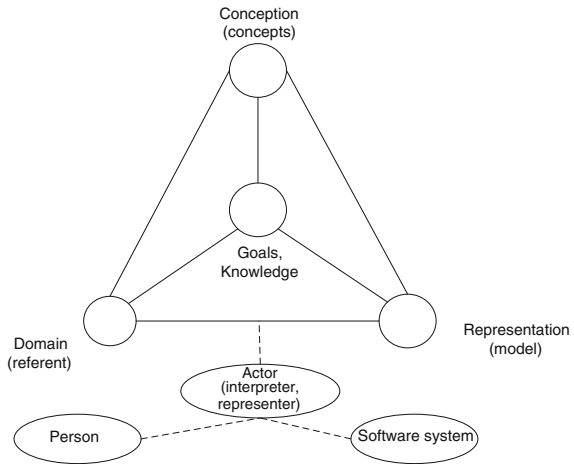 Conception
(concepts)
Goals,
Knowledge
Domain
(referent)
Representation
(model)
Actor
(interpreter,
representer)
Person
Software system